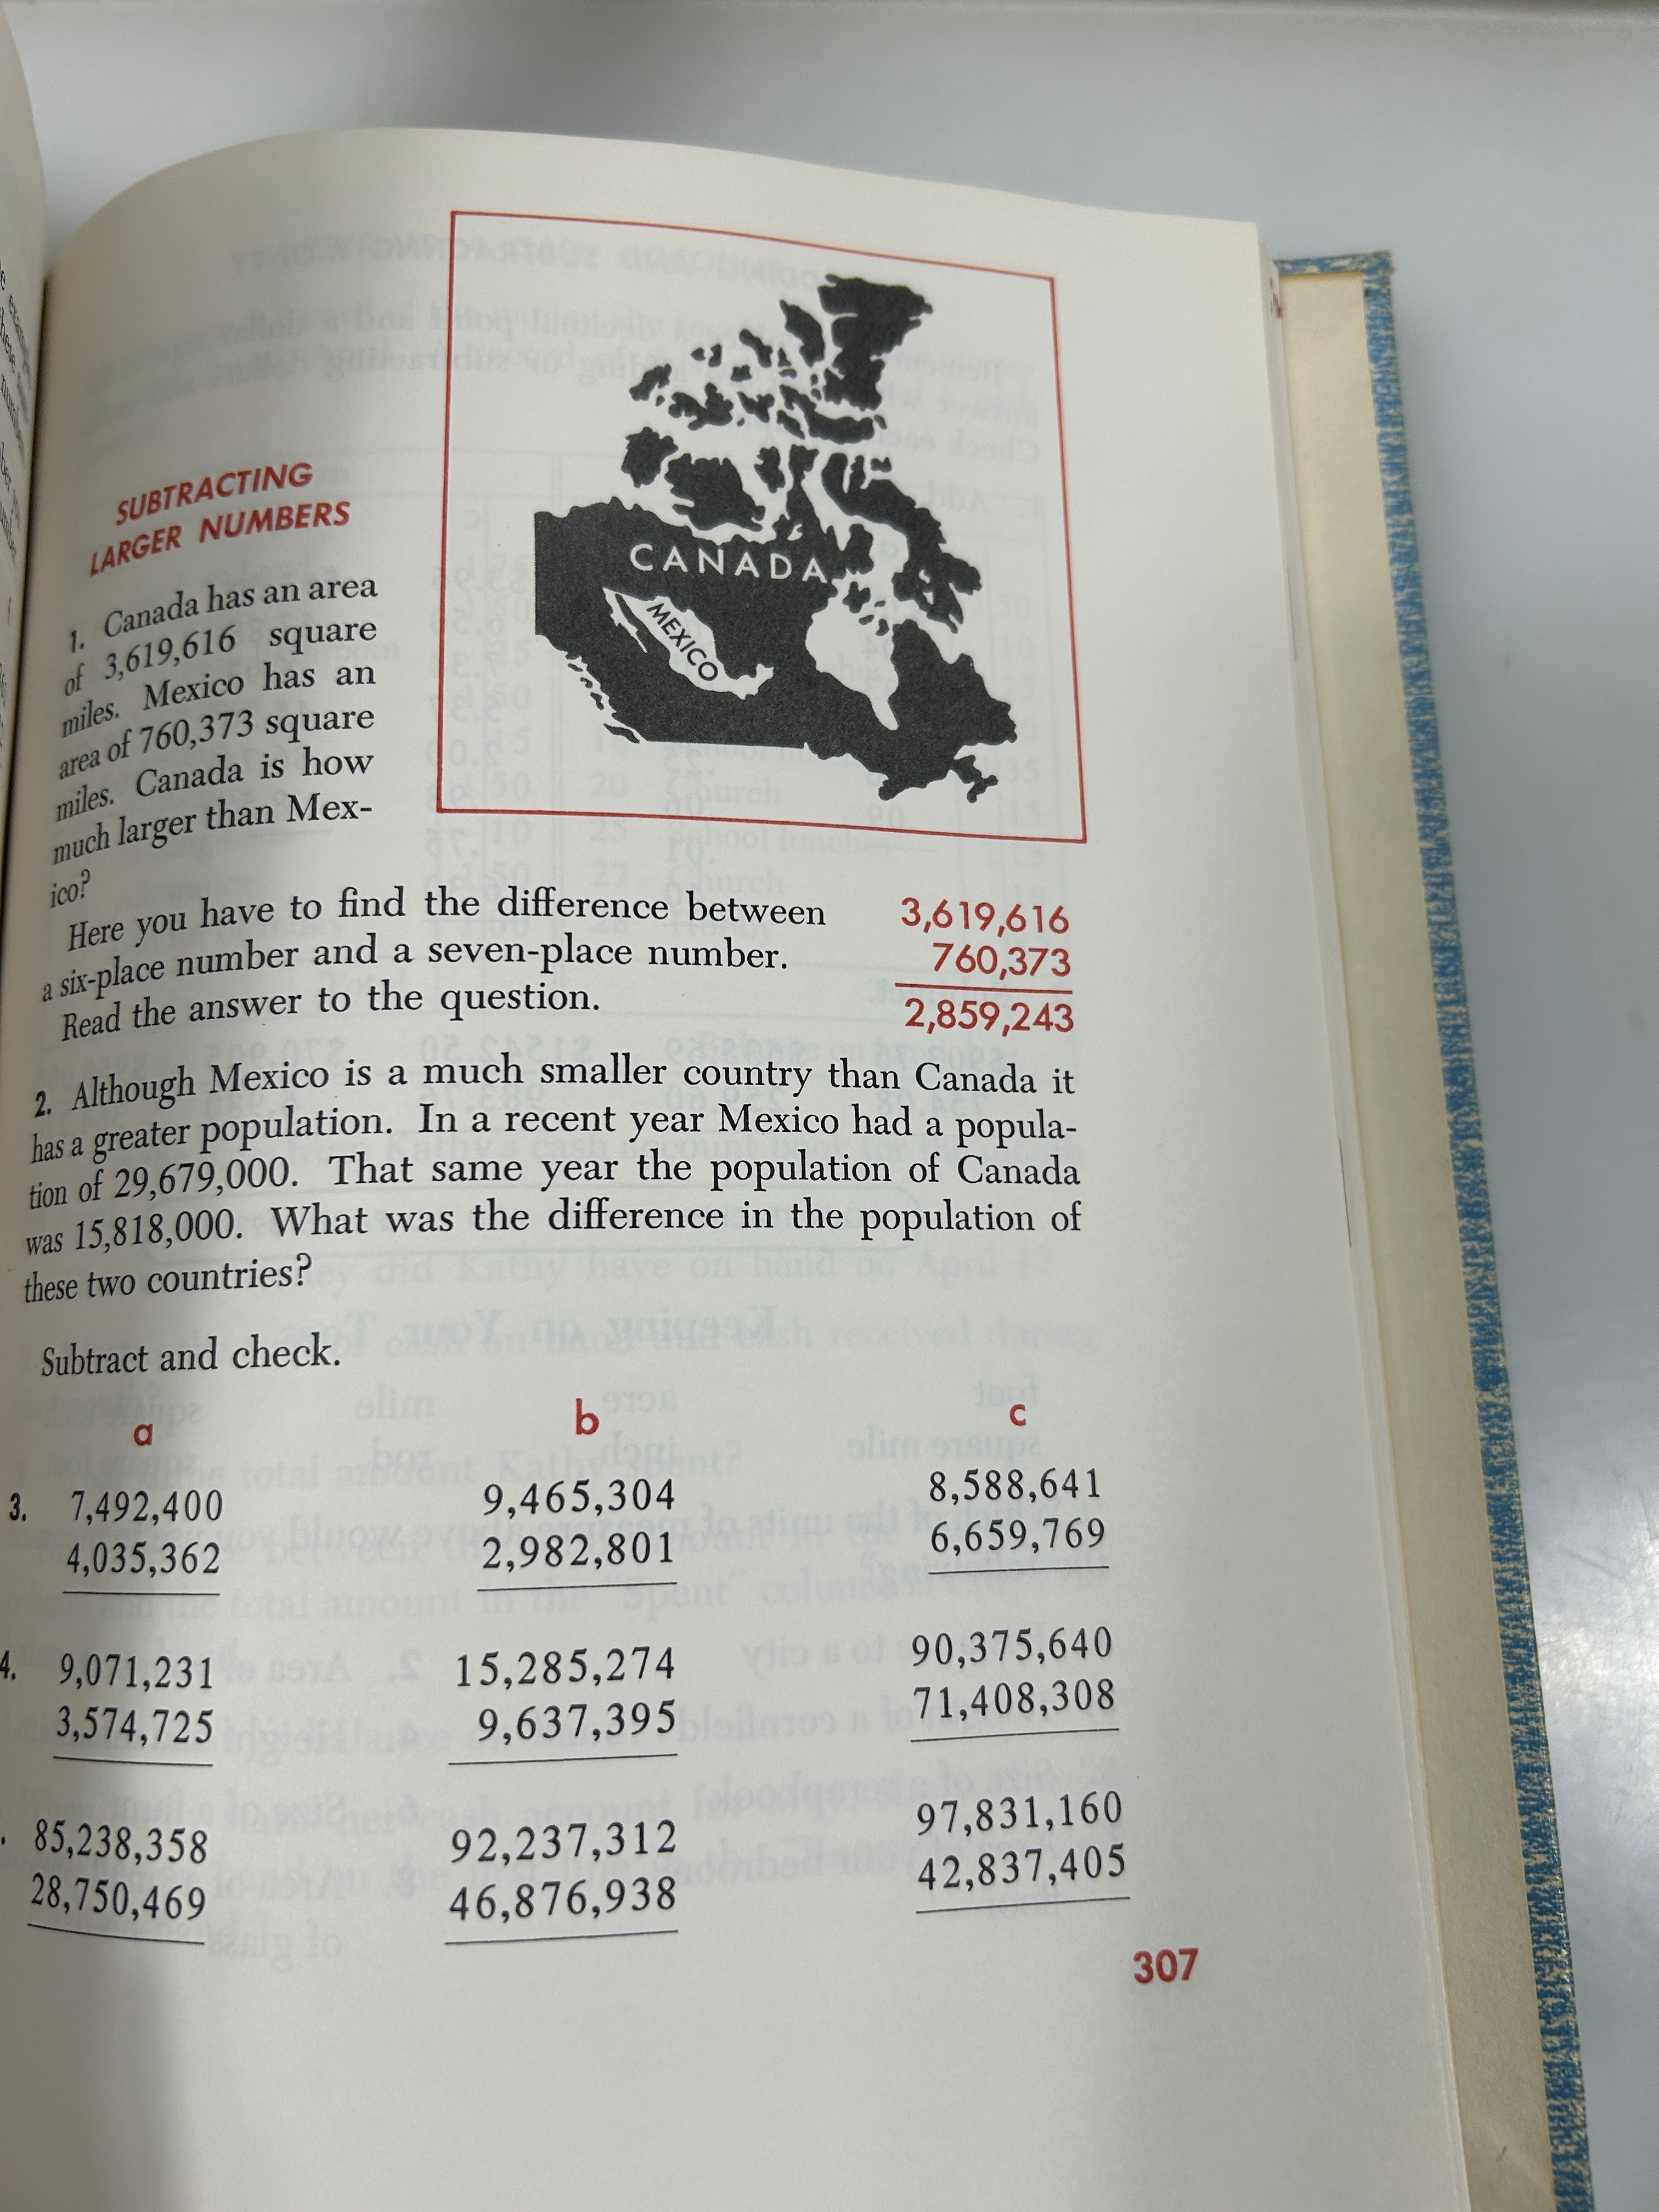 CANADA
MEXICO
SUBTRACTING
LARGER NUMBERS
1. Canada has an area
of 3,619,616 square
miles. Mexico has an
area of 760,373 square
miles. Canada is how
much larger than Mex-
ico?
Here you have to find the difference between
a six-place number and a seven-place number.
Read the answer to the question.
3,619,616
760,373
2,859,243
2. Although Mexico is a much smaller country than Canada it
has a greater population. In a recent year Mexico had a popula-
tion of 29,679,000. That same year the population of Canada
was 15,818,000. What was the difference in the population of
these two countries?
Subtract and check.
a b c
3. 7,492,400 9,465,304 8,588,641
4,035,362 2,982,801 6,659,769
4. 9,071,231 15,285,274 90,375,640
3,574,725 9,637,395 71,408,308
. 85,238,358 92,237,312 97,831,160
28,750,469 46,876,938 42,837,405
307